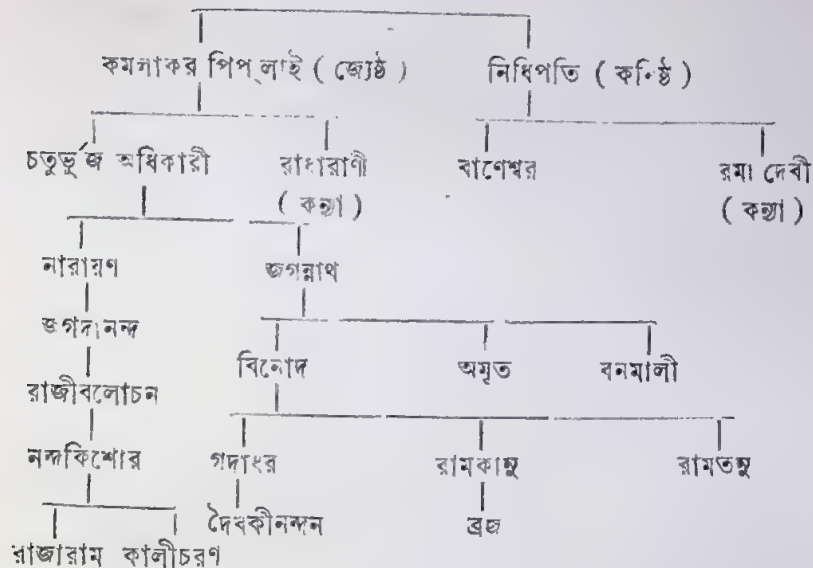 কমলাকর পিপ্‌লাই ( জ্যেষ্ঠ ) নিধিপতি ( কনিষ্ঠ )
চতুর্ভুজ অধিকারী রাধারাণী বাণেশ্বর রমা দেবী
( কন্যা ) ( কন্যা )
নারায়ণ জগন্নাথ
জগদানন্দ
বিনোদ অমৃত বনমালী
রাজীবলোচন
নন্দকিশোর গদাধর রামকানু রামতনু
দৈবকীনন্দন ব্রজ
রাজারাম কালীচরণ